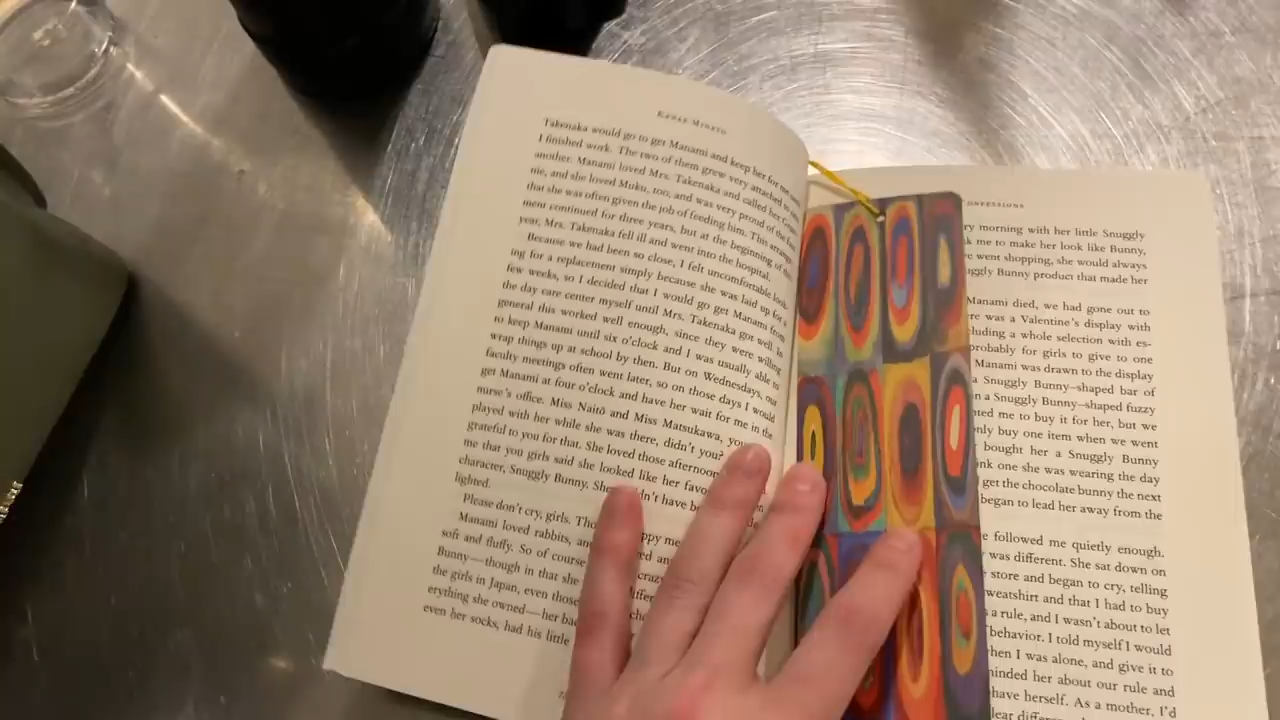 KANAE MINATO
Takenaka would go to get Manami and keep her for me
I finished work. The two of them grew very attached to
another. Manami loved Mrs. Takenaka and called her
nie, and she loved Muku, too, and was very proud of the fact
that she was often given the job of feeding him. This arrange-
ment continued for three years, but at the beginning of
year, Mrs. Takenaka fell ill and went into the hospital.
Because we had been so close, I felt uncomfortable look-
ing for a replacement simply because she was laid up for a
few weeks, so I decided that I would go get Manami from
the day care center myself until Mrs. Takenaka got well. In
general this worked well enough, since they were willing
to keep Manami until six o'clock and I was usually able to
wrap things up at school by then. But on Wednesdays, our
faculty meetings often went later, so on those days I would
get Manami at four o'clock and have her wait for me in the
nurse's office. Miss Naitō and Miss Matsukawa, you
played with her while she was there, didn't you?
grateful to you for that. She loved those afternoon
me that you girls said she looked like her favo
character, Snuggly Bunny. She n't have b
lighted.
Please don't cry, girls. Tho ppy me
Manami loved rabbits, an
soft and fluffy. So of course crazy
Bunny—though in that she differ
the girls in Japan, even those
erything she owned—her ba
even her socks, had his little
CONFESSIONS
ry morning with her little Snuggly
k me to make her look like Bunny,
we went shopping, she would always
uggly Bunny product that made her
Manami died, we had gone out to
re was a Valentine's display with
cluding a whole selection with es-
probably for girls to give to one
Manami was drawn to the display
a Snuggly Bunny–shaped bar of
n a Snuggly Bunny–shaped fuzzy
nted me to buy it for her, but we
only buy one item when we went
bought her a Snuggly Bunny
nk one she was wearing the day
get the chocolate bunny the next
began to lead her away from the
e followed me quietly enough.
was different. She sat down on
store and began to cry, telling
weatshirt and that I had to buy
a rule, and I wasn't about to let
behavior. I told myself I would
hen I was alone, and give it to
minded her about our rule and
have herself. As a mother, I'd
lear differen